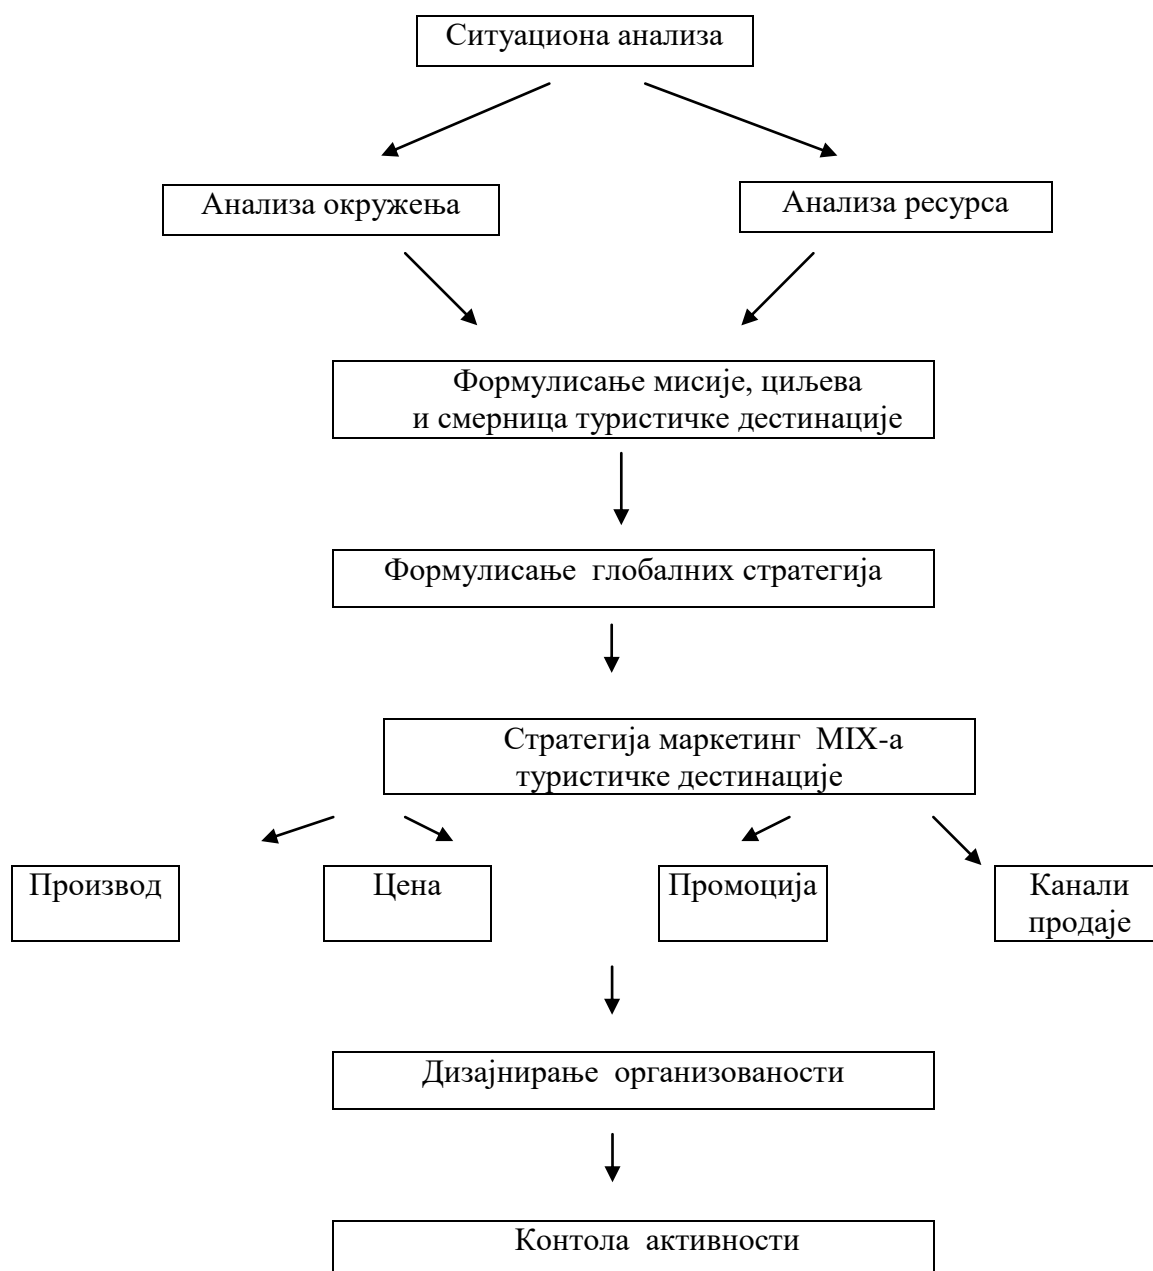 Ситуациона анализа
Анализа окружења
Анализа ресурса
Формулисање мисије, циљева
и смерница туристичке дестинације
Формулисање глобалних стратегија
Стратегија маркетинг MIX-а
туристичке дестинације
Производ
Цена
Промоција
Канали
продаје
Дизајнирање организованости
Контола активности